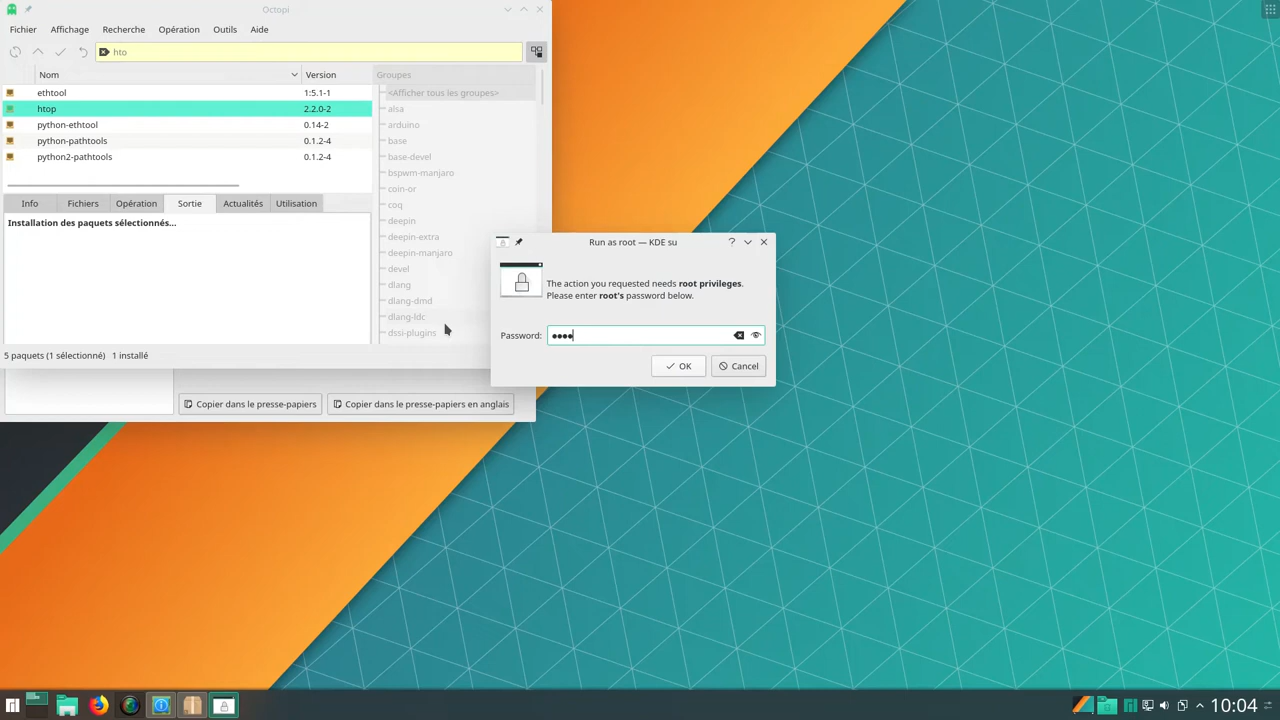 Octopi
Fichier Affichage Recherche Opération Outils Aide
hto
Nom Version Groupes
ethtool 1:5.1-1
htop 2.2.0-2
python-ethtool 0.14-2
python-pathtools 0.1.2-4
python2-pathtools 0.1.2-4
<Afficher tous les groupes>
alsa
arduino
base
base-devel
bspwm-manjaro
coin-or
coq
deepin
deepin-extra
deepin-manjaro
devel
dlang
dlang-dmd
dlang-ldc
dssi-plugins
Info Fichiers Opération Sortie Actualités Utilisation
Installation des paquets sélectionnés...
5 paquets (1 sélectionné) 1 installé
Copier dans le presse-papiers Copier dans le presse-papiers en anglais
Run as root — KDE su
The action you requested needs root privileges.
Please enter root's password below.
Password: ●●●●
OK Cancel
10:04